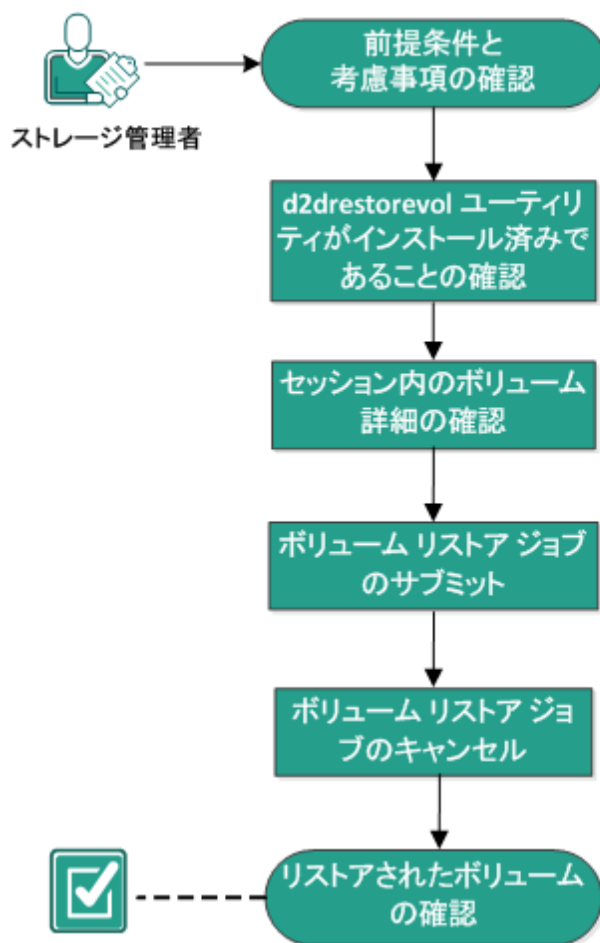 前提条件と
考慮事項の確認
ストレージ管理者
d2drestorevol ユーティリ
ティがインストール済みで
あることの確認
セッション内のボリューム
詳細の確認
ボリューム リストア ジョブ
のサブミット
ボリューム リストア ジョ
ブのキャンセル
リストアされたボリューム
の確認